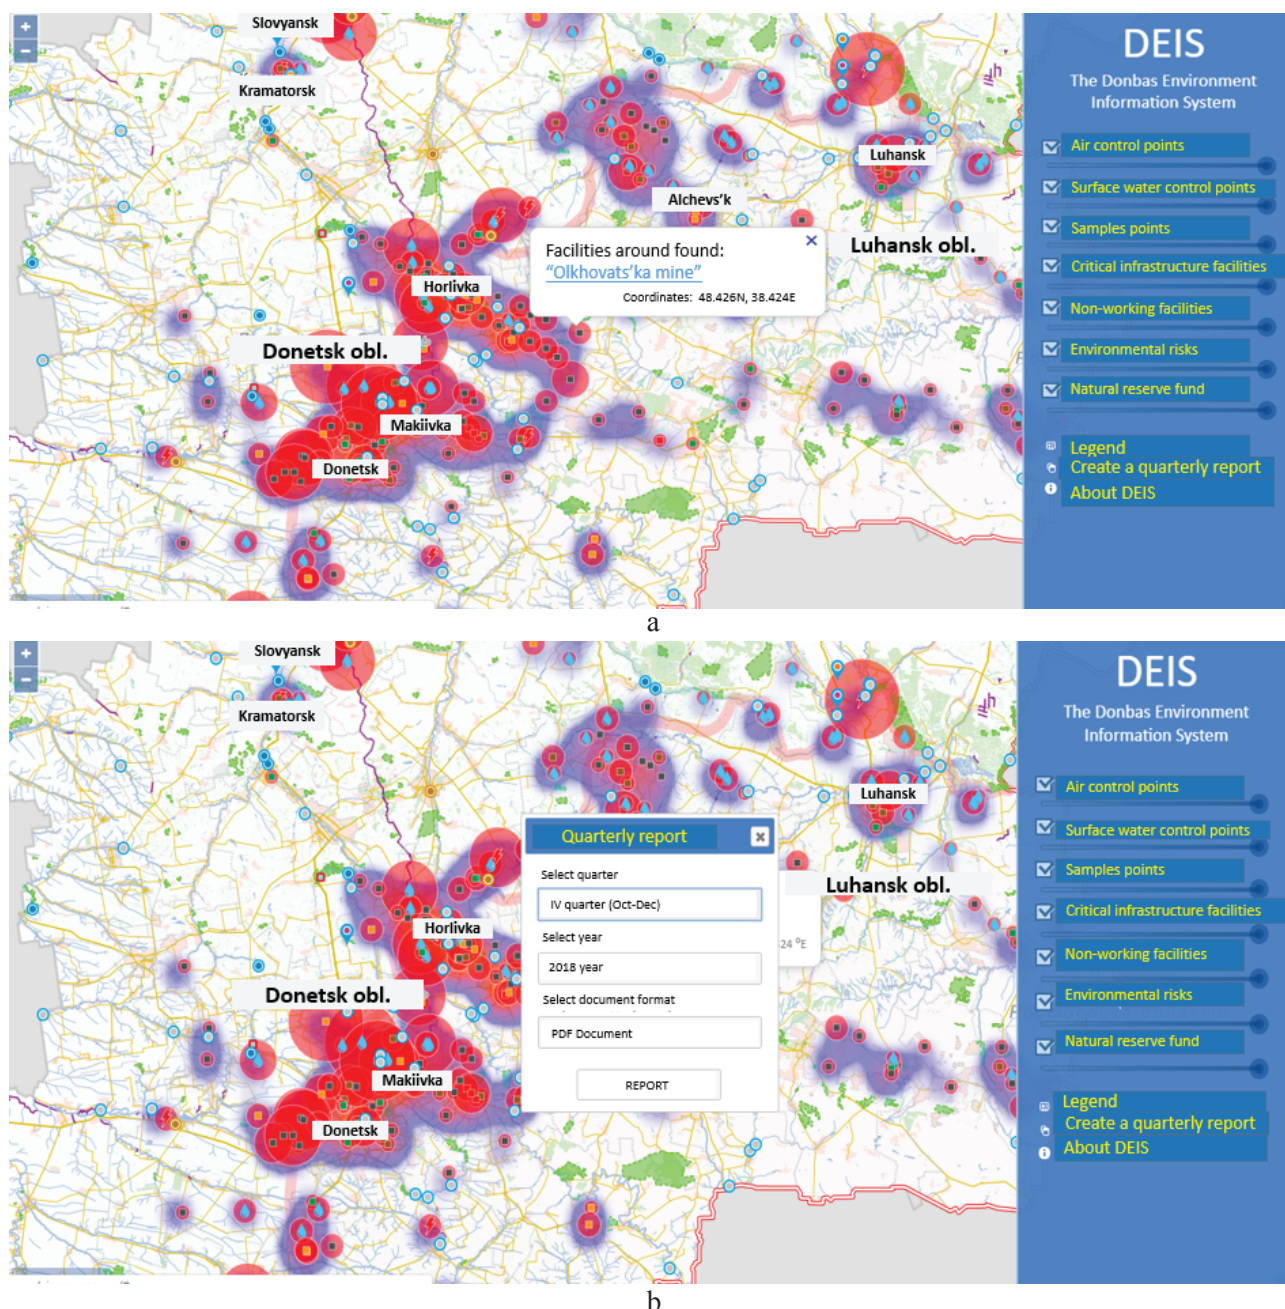 Slovyansk
Kramatorsk
Luhansk
Alchevs'k
Luhansk obl.
Facilities around found:
"Olkhovats'ka mine"
Coordinates: 48.426N, 38.424E
Horlivka
Donetsk obl.
Makiivka
Donetsk
DEIS
The Donbas Environment
Information System
Air control points
Surface water control points
Samples points
Critical infrastructure facilities
Non-working facilities
Environmental risks
Natural reserve fund
Legend
Create a quarterly report
About DEIS
a
Slovyansk
Kramatorsk
Luhansk
Luhansk obl.
Quarterly report
Select quarter
IV quarter (Oct-Dec)
Select year
2018 year
Select document format
PDF Document
REPORT
24 °E
Horlivka
Donetsk obl.
Makiivka
Donetsk
DEIS
The Donbas Environment
Information System
Air control points
Surface water control points
Samples points
Critical infrastructure facilities
Non-working facilities
Environmental risks
Natural reserve fund
Legend
Create a quarterly report
About DEIS
b